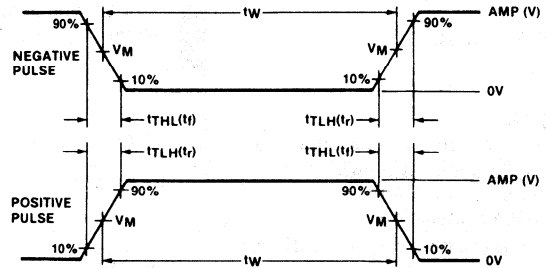 tW AMP (V)
90% 90%
NEGATIVE
PULSE
VM VM
10% 10%
0V
tTHL(tf) tTLH(tr)
tTLH(tr) tTHL(tf)
AMP (V)
90% 90%
POSITIVE
PULSE
VM VM
10% 10%
tW 0V